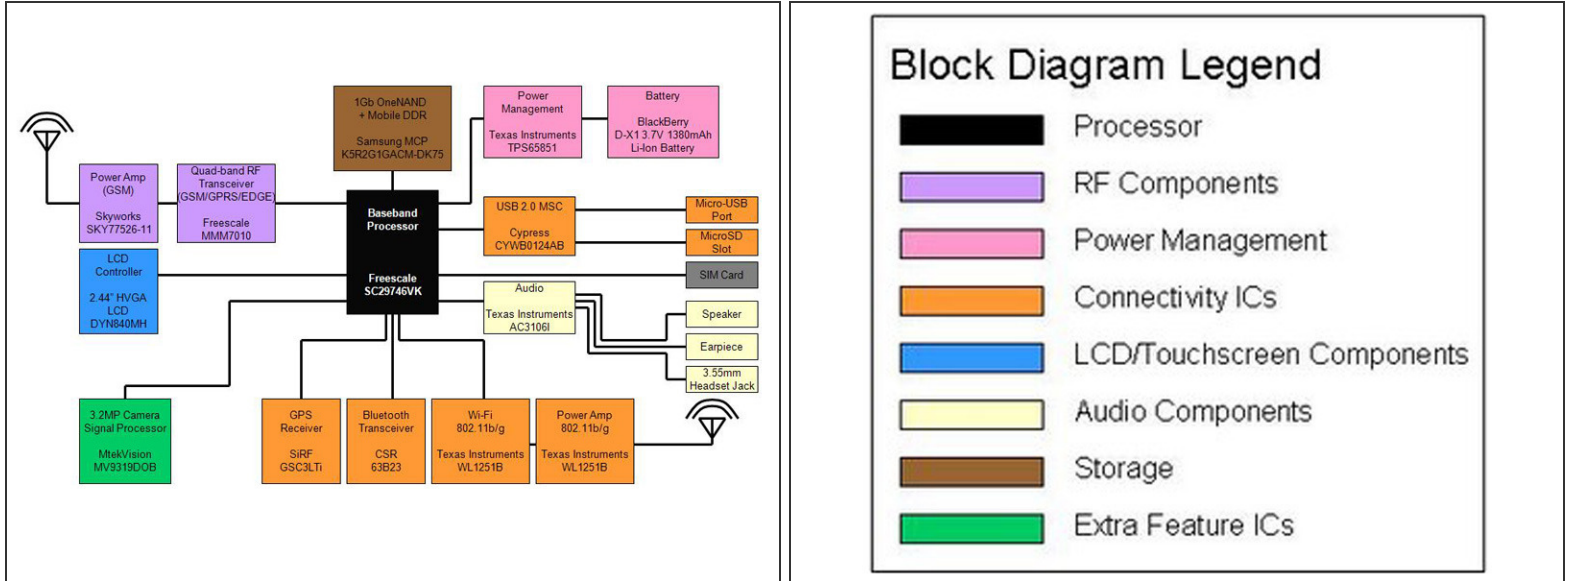 1Gb OneNAND
+ Mobile DDR
Samsung MCP
K5R2G1GACM-DK75
Power
Management
Texas Instruments
TPS65851
Battery
BlackBerry
D-X1 3.7V 1380mAh
Li-Ion Battery
Power Amp
(GSM)
Skyworks
SKY77526-11
Quad-band RF
Transceiver
(GSM/GPRS/EDGE)
Freescale
MMM7010
Baseband
Processor
Freescale
SC29746VK
USB 2.0 MSC
Cypress
CYWB0124AB
Micro-USB
Port
MicroSD
Slot
LCD
Controller
2.44” HVGA
LCD
DYN840MH
SIM Card
Audio
Texas Instruments
AC3106I
Speaker
Earpiece
3.55mm
Headset Jack
3.2MP Camera
Signal Processor
MtekVision
MV9319DOB
GPS
Receiver
SiRF
GSC3LTi
Bluetooth
Transceiver
CSR
63B23
Wi-Fi
802.11b/g
Texas Instruments
WL1251B
Power Amp
802.11b/g
Texas Instruments
WL1251B
Block Diagram Legend
Processor
RF Components
Power Management
Connectivity ICs
LCD/Touchscreen Components
Audio Components
Storage
Extra Feature ICs